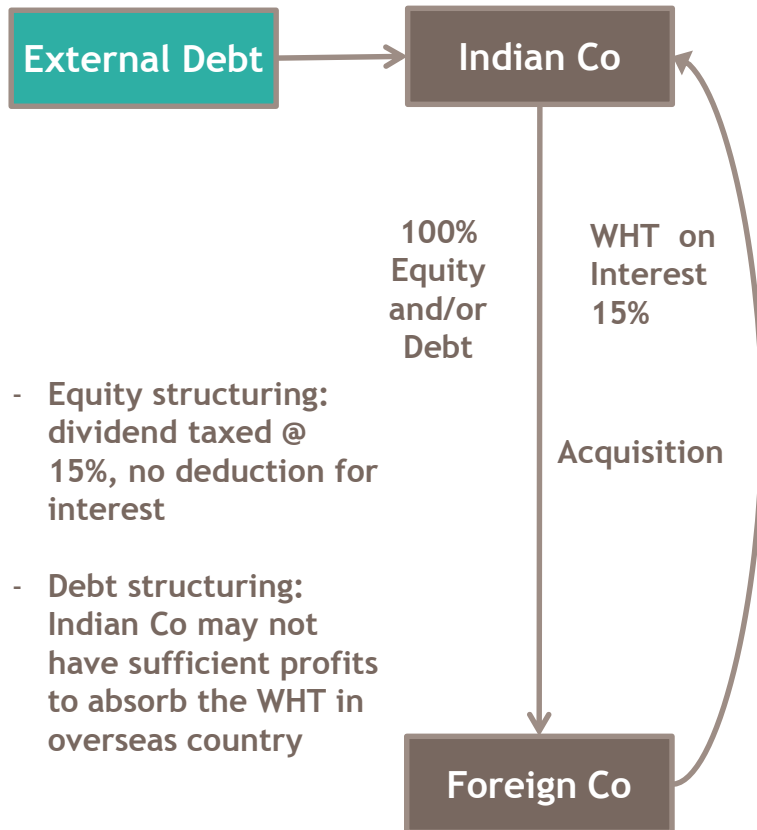 External Debt
Indian Co
100%
Equity
and/or
Debt
WHT on
Interest
15%
- Equity structuring:
dividend taxed @
15%, no deduction for
interest
Acquisition
- Debt structuring:
Indian Co may not
have sufficient profits
to absorb the WHT in
overseas country
Foreign Co